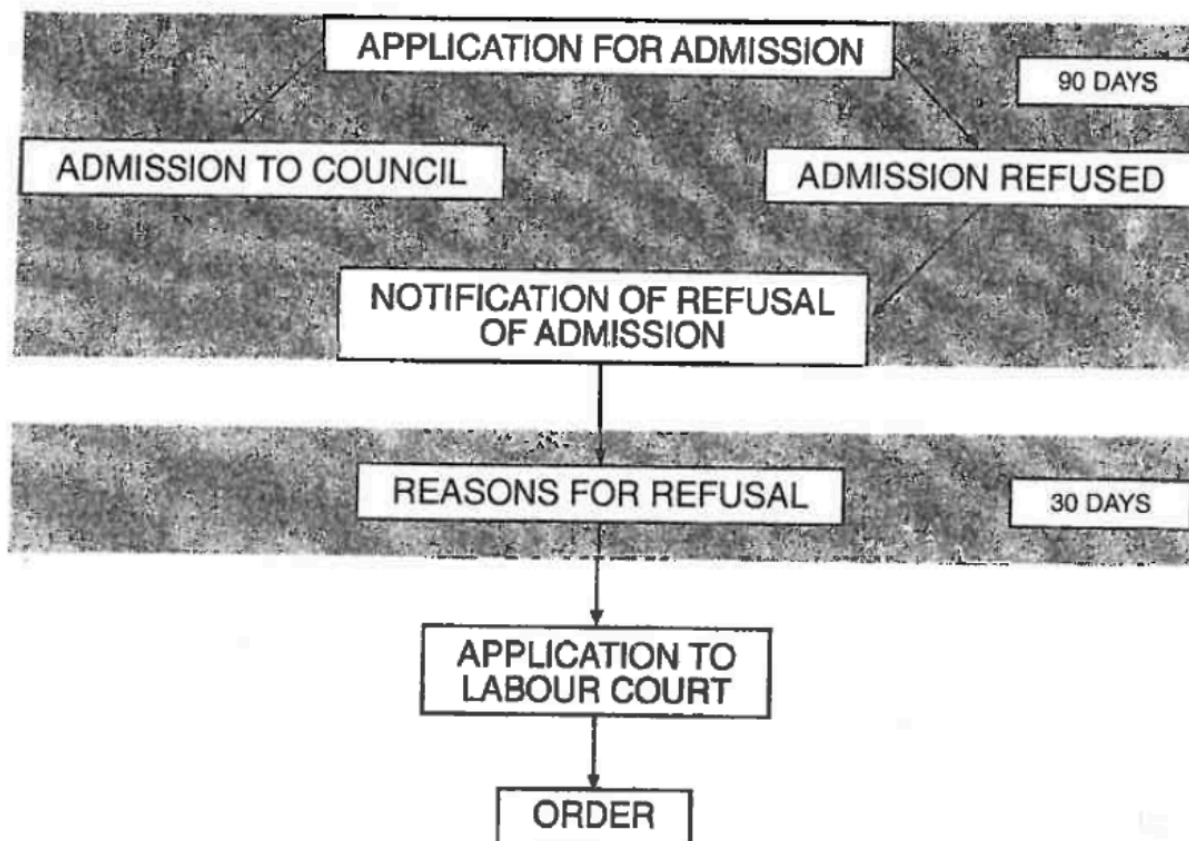 APPLICATION FOR ADMISSION
90 DAYS
ADMISSION TO COUNCIL
ADMISSION REFUSED
NOTIFICATION OF REFUSAL
OF ADMISSION
REASONS FOR REFUSAL
30 DAYS
APPLICATION TO
LABOUR COURT
ORDER